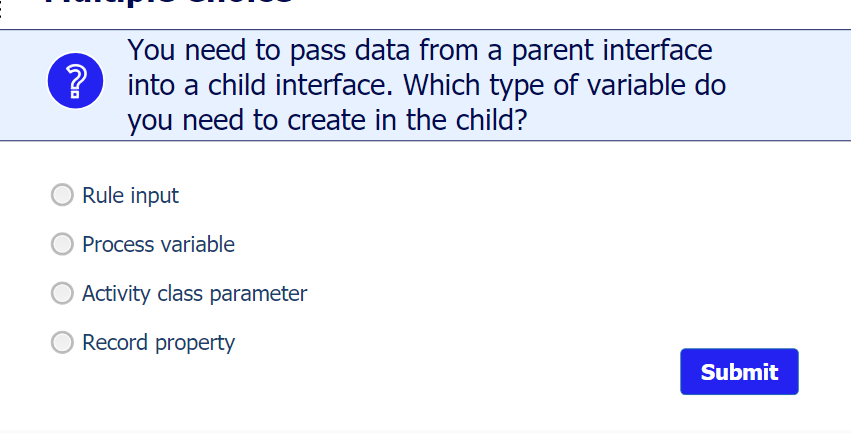 You need to pass data from a parent interface
into a child interface. Which type of variable do
you need to create in the child?
Rule input
Process variable
Activity class parameter
Record property
Submit